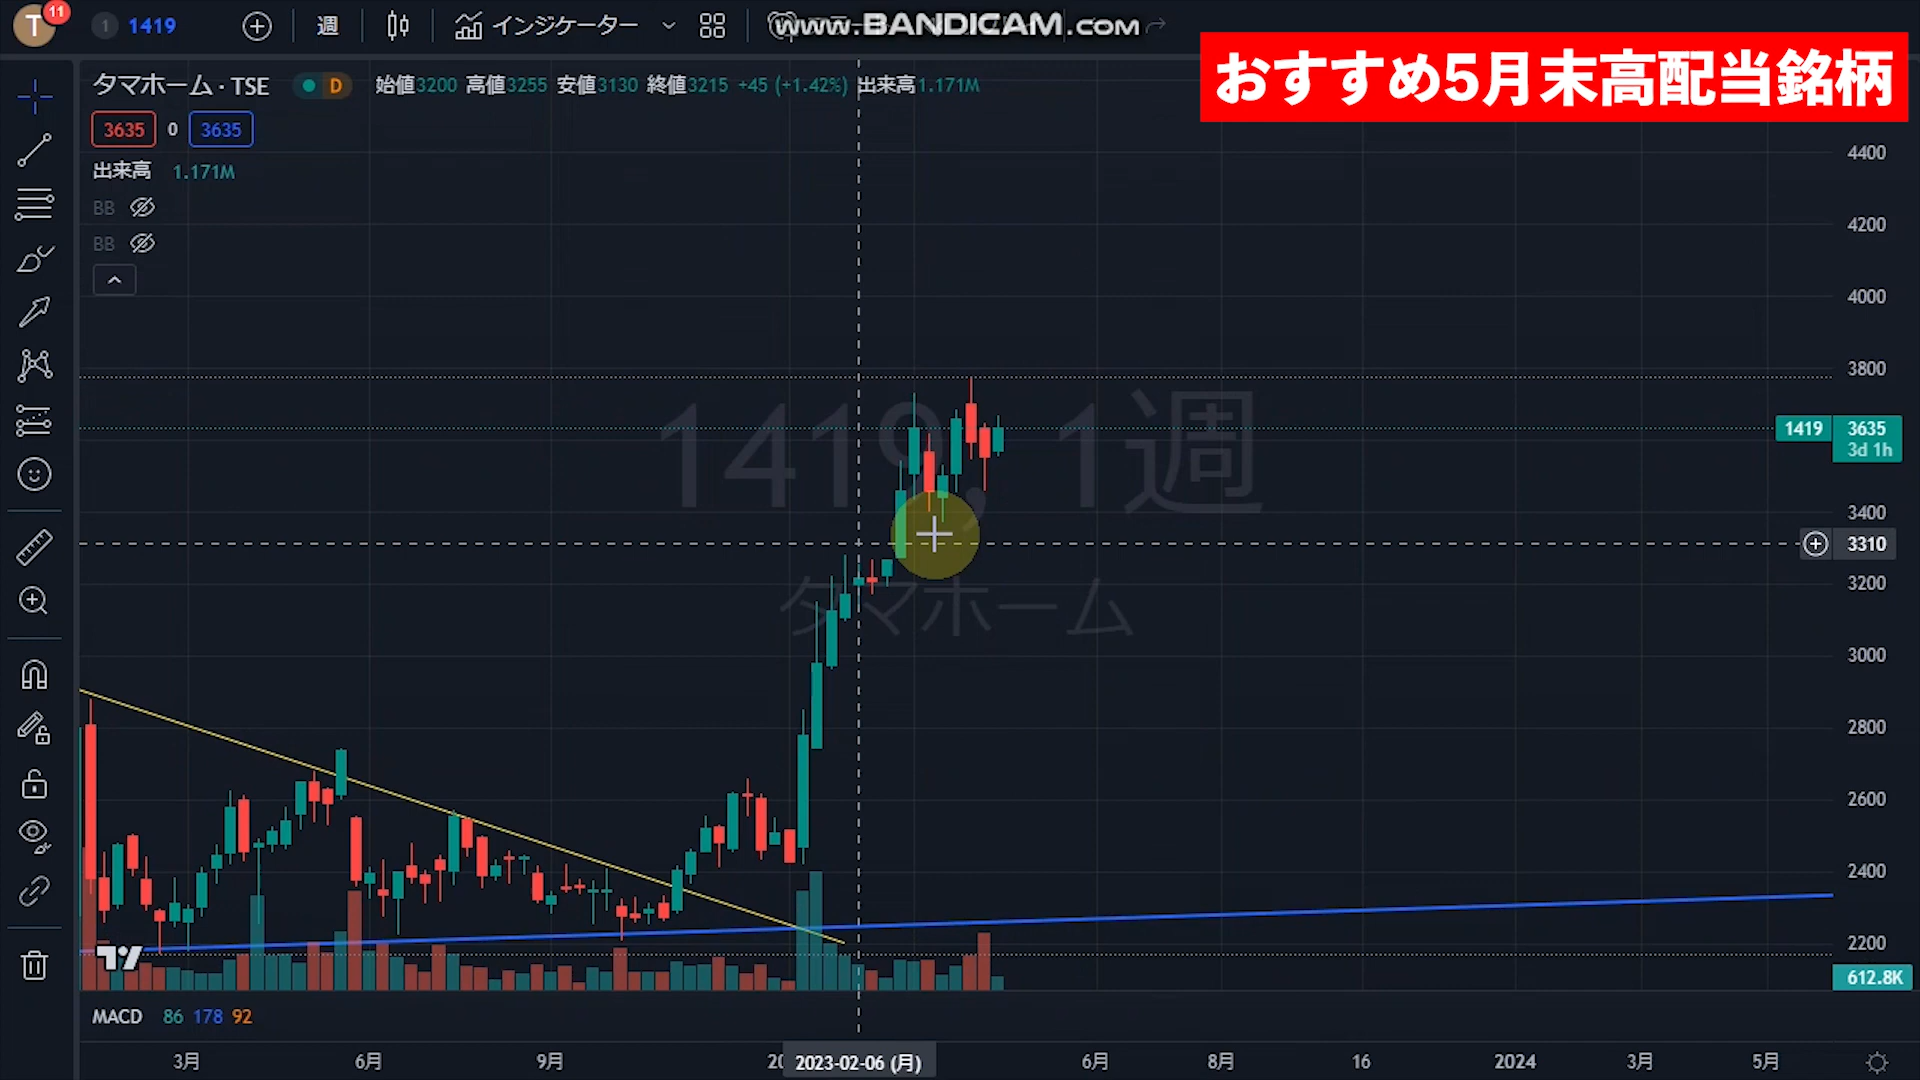 T
11
1 1419
週
インジケーター
www.BANDICAM.com
おすすめ5月末高配当銘柄
タマホーム · TSE
D
始値3200 高値3255 安値3130 終値3215 +45 (+1.42%) 出来高1.171M
3635 0 3635
出来高 1.171M
BB
BB
4400
4200
4000
3800
1419 3635
3d 1h
3400
3310
3200
3000
2800
2600
2400
2200
612.8K
1419, 1週
タマホーム
MACD 86 178 92
3月 6月 9月 20 2023-02-06 (月) 6月 8月 16 2024 3月 5月